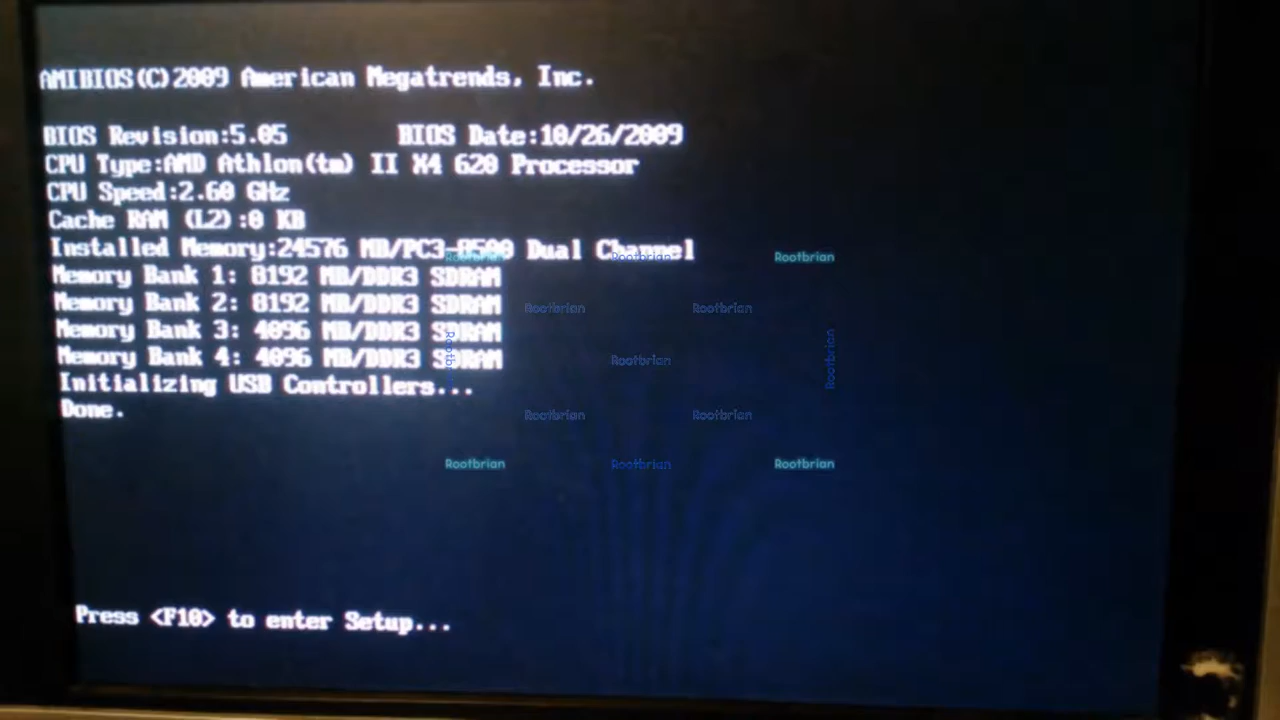 AMIBIOS(C)2009 American Megatrends, Inc.
BIOS Revision:5.05 BIOS Date:10/26/2009
CPU Type:AMD Athlon(tm) II X4 620 Processor
CPU Speed:2.60 GHz
Cache RAM (L2):0 KB
Installed Memory:24576 MB/PC3-8500 Dual Channel
Rootbrian Rootbrian Rootbrian
Memory Bank 1: 8192 MB/DDR3 SDRAM
Memory Bank 2: 8192 MB/DDR3 SDRAM
Rootbrian Rootbrian
Memory Bank 3: 4096 MB/DDR3 SDRAM
Memory Bank 4: 4096 MB/DDR3 SDRAM
Rootbrian Rootbrian Rootbrian
Initializing USB Controllers...
Done.
Rootbrian Rootbrian
Rootbrian Rootbrian Rootbrian
Press <F10> to enter Setup...